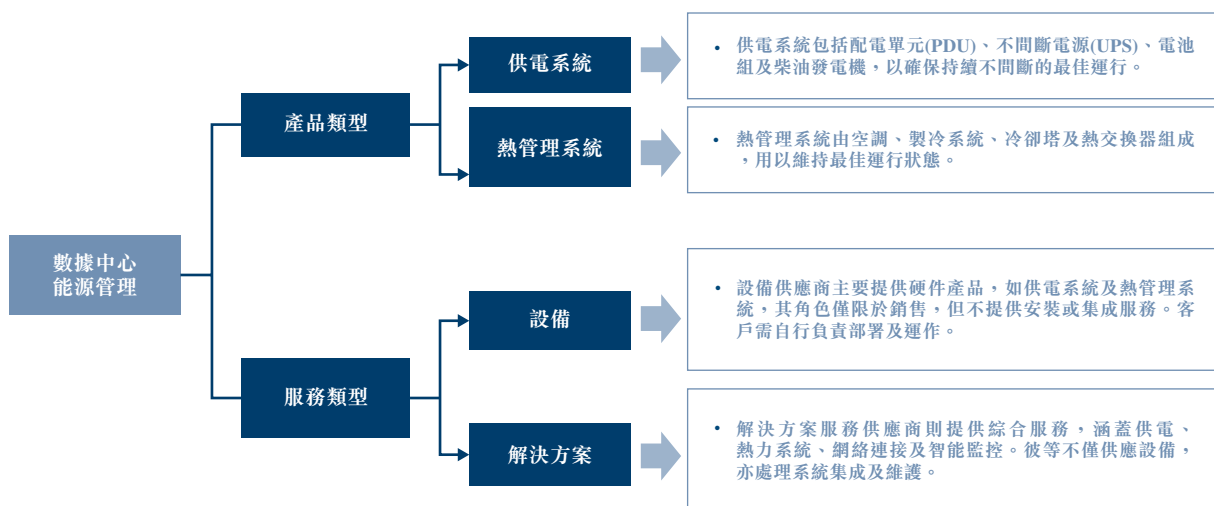 數據中心
能源管理
產品類型
供電系統
• 供電系統包括配電單元(PDU)、不間斷電源(UPS)、電池
組及柴油發電機，以確保持續不間斷的最佳運行。
熱管理系統
• 熱管理系統由空調、製冷系統、冷卻塔及熱交換器組成
，用以維持最佳運行狀態。
服務類型
設備
• 設備供應商主要提供硬件產品，如供電系統及熱管理系
統，其角色僅限於銷售，但不提供安裝或集成服務。客
戶需自行負責部署及運作。
解決方案
• 解決方案服務供應商則提供綜合服務，涵蓋供電、
熱力系統、網絡連接及智能監控。彼等不僅供應設備，
亦處理系統集成及維護。